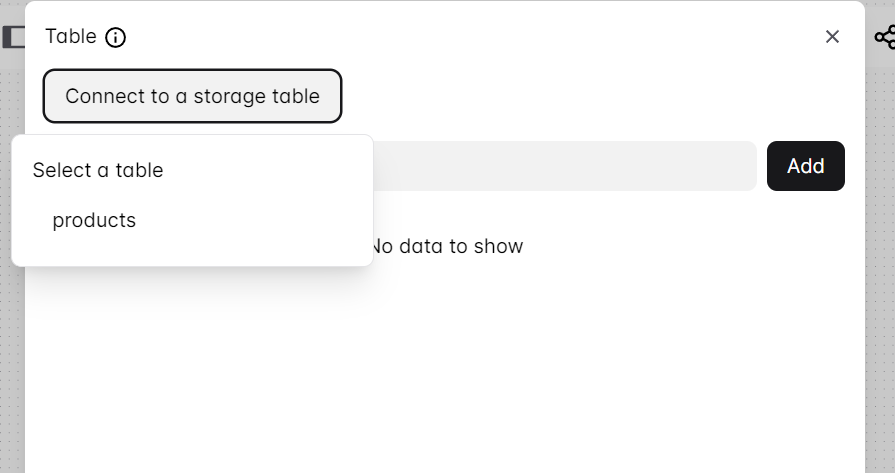 Table
Connect to a storage table
Select a table
products
Add
No data to show